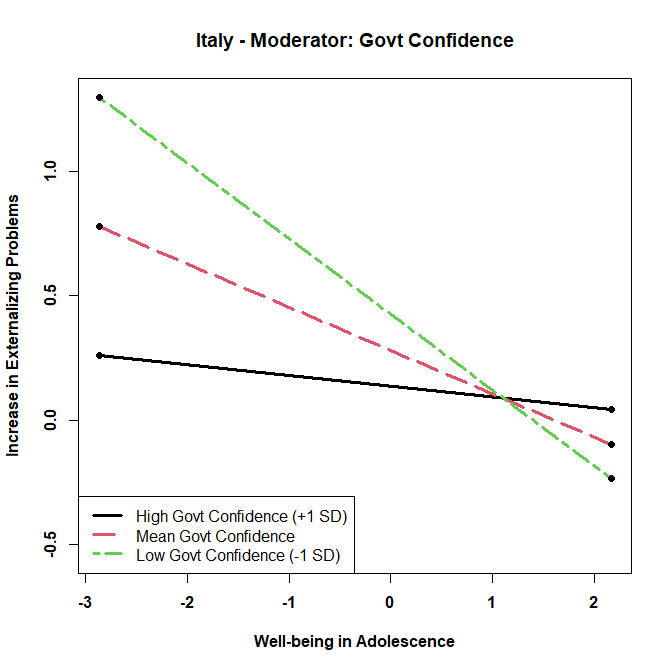 Italy - Moderator: Govt Confidence
Increase in Externalizing Problems
1.0
0.5
0.0
-0.5
High Govt Confidence (+1 SD)
Mean Govt Confidence
Low Govt Confidence (-1 SD)
-3 -2 -1 0 1 2
Well-being in Adolescence